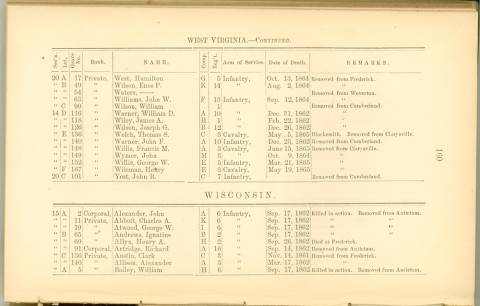 WEST VIRGINIA.—CONTINUED.
Sec'n. Lot. Grave No. Rank. NAME. Comp. Reg't. Arm of Service. Date of Death. REMARKS.
20 A 17 Private, West, Hamilton G 5 Infantry, Oct. 13, 1864 Removed from Frederick.
" B 49 " Wilson, Enos P. K 14 " Aug. 2, 1864 "
" " 54 " Waters, —— Removed from Weverton.
" " 63 " Williams, John W. F 13 Infantry, Sep. 12, 1864 "
" C 90 " Wilson, William 1 Removed from Cumberland.
14 D 116 " Warner, William D. A 10 " Dec. 31, 1862 "
" " 118 " Wiley, James A. H 1 " Feb. 22, 1862 "
" " 126 " Wilson, Joseph G. B 12 Dec. 26, 1862 "
" E 136 " Welch, Thomas S. C 3 Cavalry, May 5, 1865 Blacksmith. Removed from Clarysville.
" " 149 " Warner, John F. A 10 Infantry, Dec. 23, 1862 Removed from Cumberland.
" " 148 " Willis, Francis M. A 3 Cavalry, June 15, 1865 Removed from Clarysville.
" " 149 " Wymer, John M 3 Oct. 9, 1864 "
" " 152 " Willis, George W. E 5 Infantry, Mar. 21, 1865 "
" F 167 " Wileman, Henry E 3 Cavalry, May 19, 1865 "
20 C 101 " Yost, John R. C 7 Infantry, Removed from Cumberland.
160
WISCONSIN.
15 A 2 Corporal, Alexander, John A 6 Infantry, Sep. 17, 1862 Killed in action. Removed from Antietam.
" " 11 Private, Abbott, Charles A. K 6 " Sep. 17, 1862 " " "
" " 19 " Atwood, George W. I 6 " Sep. 17, 1862 " " "
" B 65 " Andrews, Ignatius B 2 " Sep. 17, 1862 " " "
" " 69 " Allyn, Henry A. H 2 " Sep. 26, 1862 Died at Frederick.
" " 91 Corporal, Artridge, Richard A 16 " Sep. 14, 1862 Removed from Antietam.
" C 136 Private, Austin, Clark C 3 " Nov. 14, 1861 Removed from Frederick.
" " 140 " Allison, Alexander A 5 " Mar. 17, 1862 "
" A 5 " Bailey, William H 6 " Sep. 17, 1862 Killed in action. Removed from Antietam.